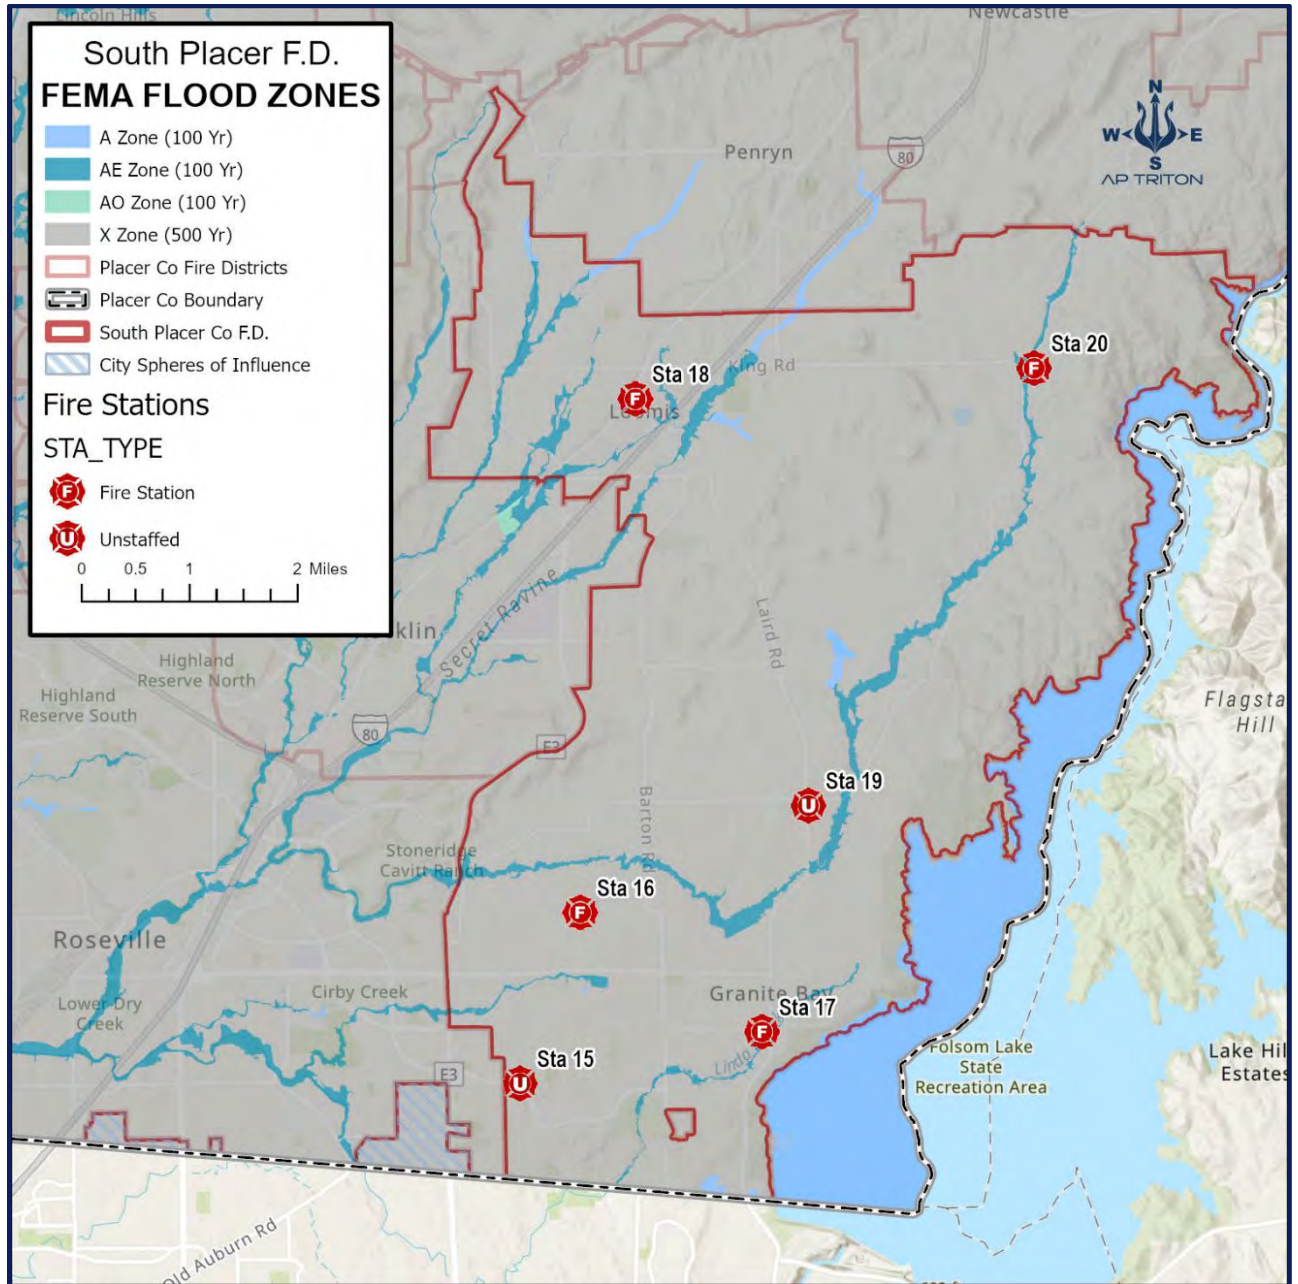 Lincoln Hills
Newcastle
South Placer F.D.
FEMA FLOOD ZONES
A Zone (100 Yr)
AE Zone (100 Yr)
AO Zone (100 Yr)
X Zone (500 Yr)
Placer Co Fire Districts
Placer Co Boundary
South Placer Co F.D.
City Spheres of Influence
Fire Stations
STA_TYPE
F
Fire Station
U
Unstaffed
0 0.5 1 2 Miles
N
W E
S
AP TRITON
Penryn
80
Sta 20
F
King Rd
Sta 18
F
Loomis
Secret Ravine
klin
Laird Rd
Highland
Reserve North
Highland
Reserve South
80
E3
Flagsta
Hill
Sta 19
U
Barton Rd
Stoneridge
Cavitt Ranch
Sta 16
F
Roseville
Lower Dry
Creek
Cirby Creek
Granite Bay
Sta 17
F
Linda
Sta 15
U
E3
Folsom Lake
State
Recreation Area
Lake Hil
Estates
Old Auburn Rd